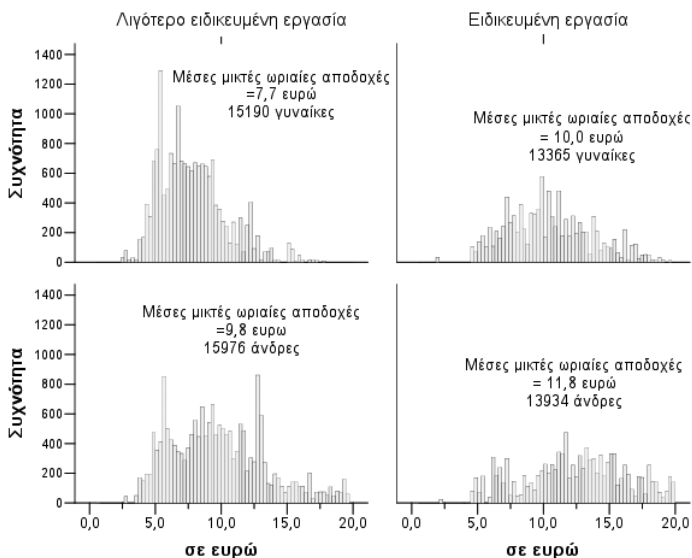 Λιγότερο ειδικευμένη εργασία
Ειδικευμένη εργασία
Συχνότητα
1400
1200
1000
800
600
400
200
0
Μέσες μικτές ωριαίες αποδοχές
=7,7 ευρώ
15190 γυναίκες
Μέσες μικτές ωριαίες αποδοχές
= 10,0 ευρώ
13365 γυναίκες
Συχνότητα
1400
1200
1000
800
600
400
200
0
Μέσες μικτές ωριαίες αποδοχές
=9,8 ευρω
15976 άνδρες
Μέσες μικτές ωριαίες αποδοχές
= 11,8 ευρώ
13934 άνδρες
0,0 5,0 10,0 15,0 20,0
0,0 5,0 10,0 15,0 20,0
σε ευρώ
σε ευρώ